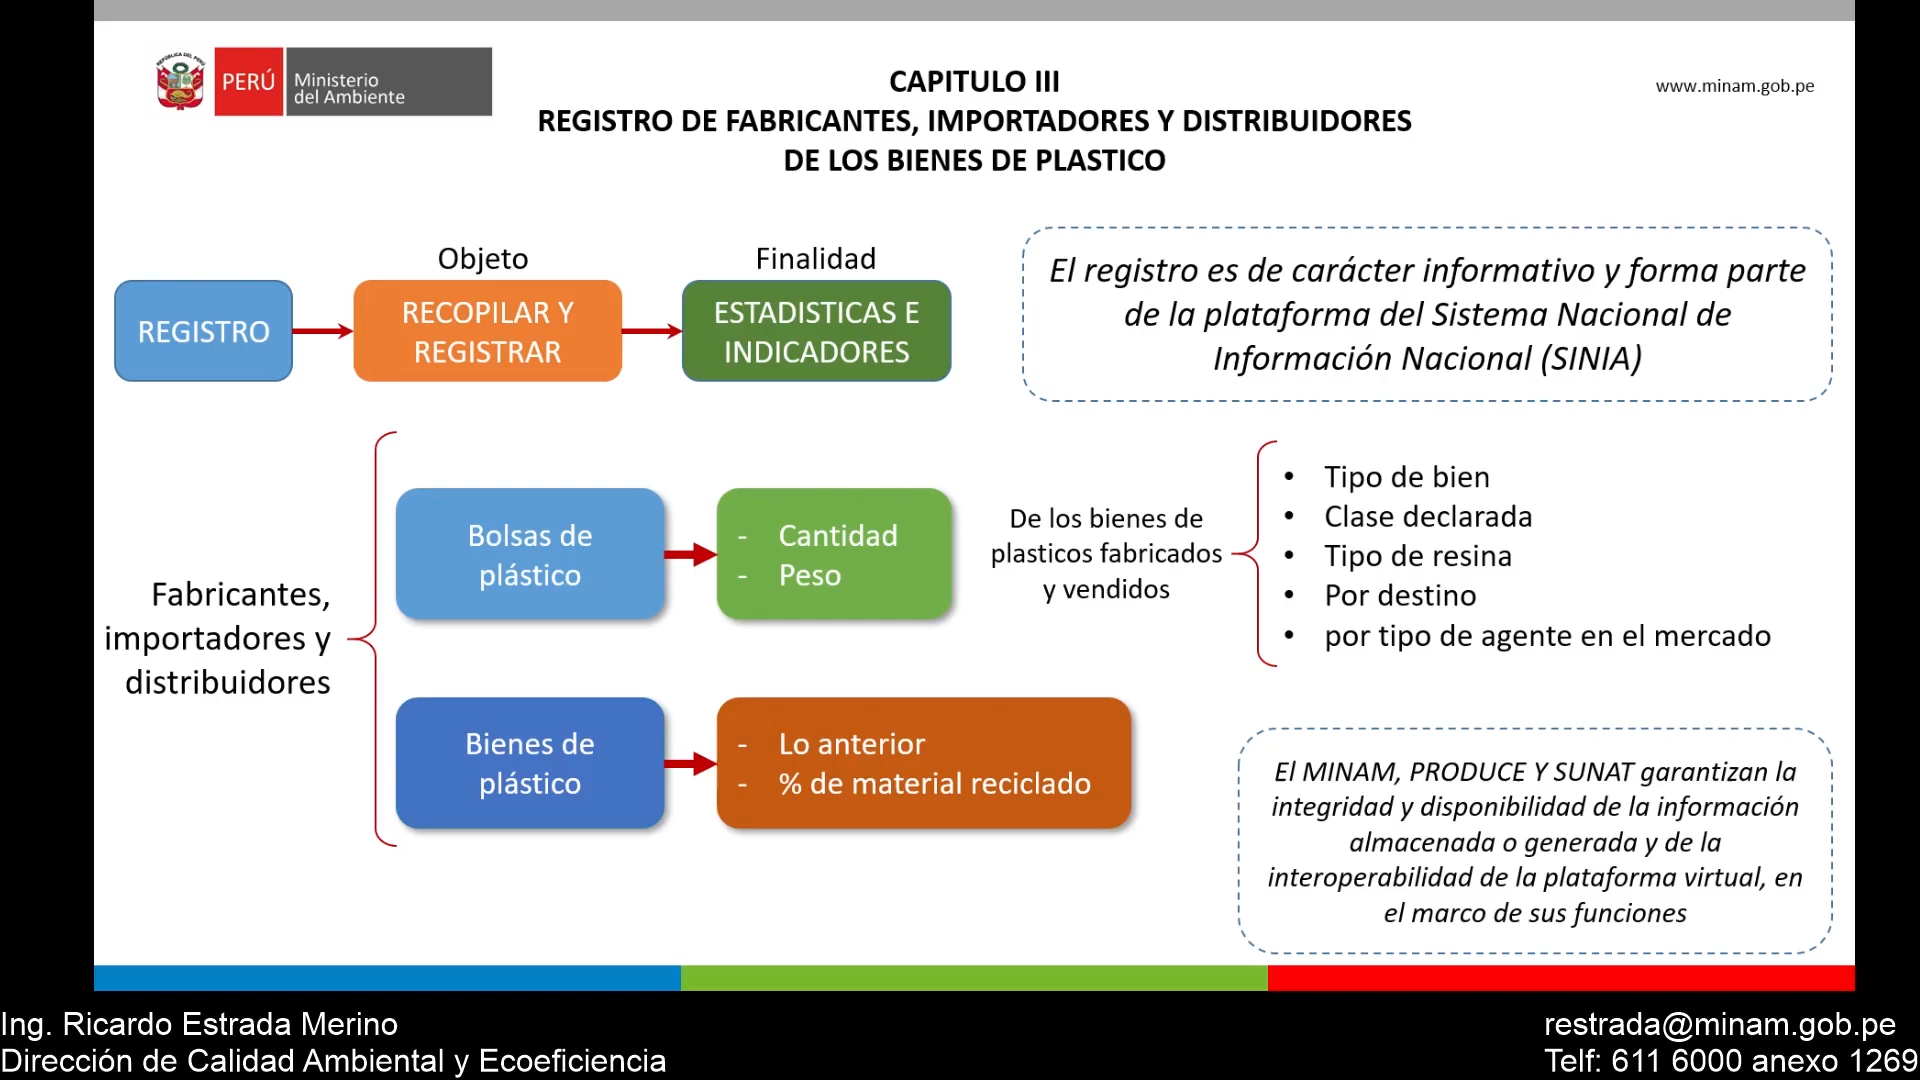 PERÚ
Ministerio
del Ambiente
CAPITULO III
REGISTRO DE FABRICANTES, IMPORTADORES Y DISTRIBUIDORES
DE LOS BIENES DE PLASTICO
www.minam.gob.pe
Objeto
Finalidad
REGISTRO
RECOPILAR Y
REGISTRAR
ESTADISTICAS E
INDICADORES
El registro es de carácter informativo y forma parte
de la plataforma del Sistema Nacional de
Información Nacional (SINIA)
Fabricantes,
importadores y
distribuidores
Bolsas de
plástico
- Cantidad
- Peso
De los bienes de
plasticos fabricados
y vendidos
• Tipo de bien
• Clase declarada
• Tipo de resina
• Por destino
• por tipo de agente en el mercado
Bienes de
plástico
- Lo anterior
- % de material reciclado
El MINAM, PRODUCE Y SUNAT garantizan la
integridad y disponibilidad de la información
almacenada o generada y de la
interoperabilidad de la plataforma virtual, en
el marco de sus funciones
Ing. Ricardo Estrada Merino
Dirección de Calidad Ambiental y Ecoeficiencia
restrada@minam.gob.pe
Telf: 611 6000 anexo 1269